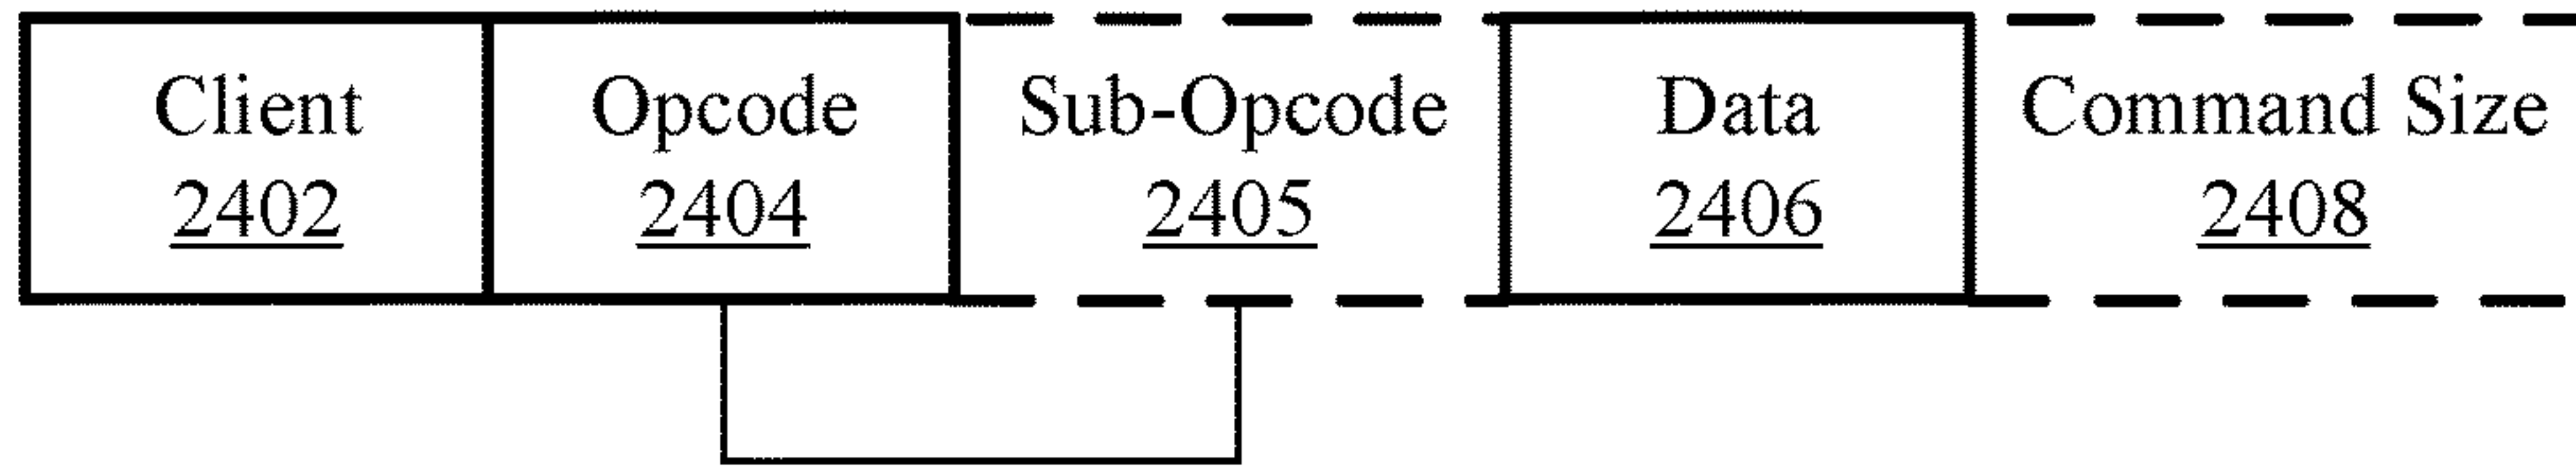 Client
2402
Opcode
2404
Sub-Opcode
2405
Data
2406
Command Size
2408